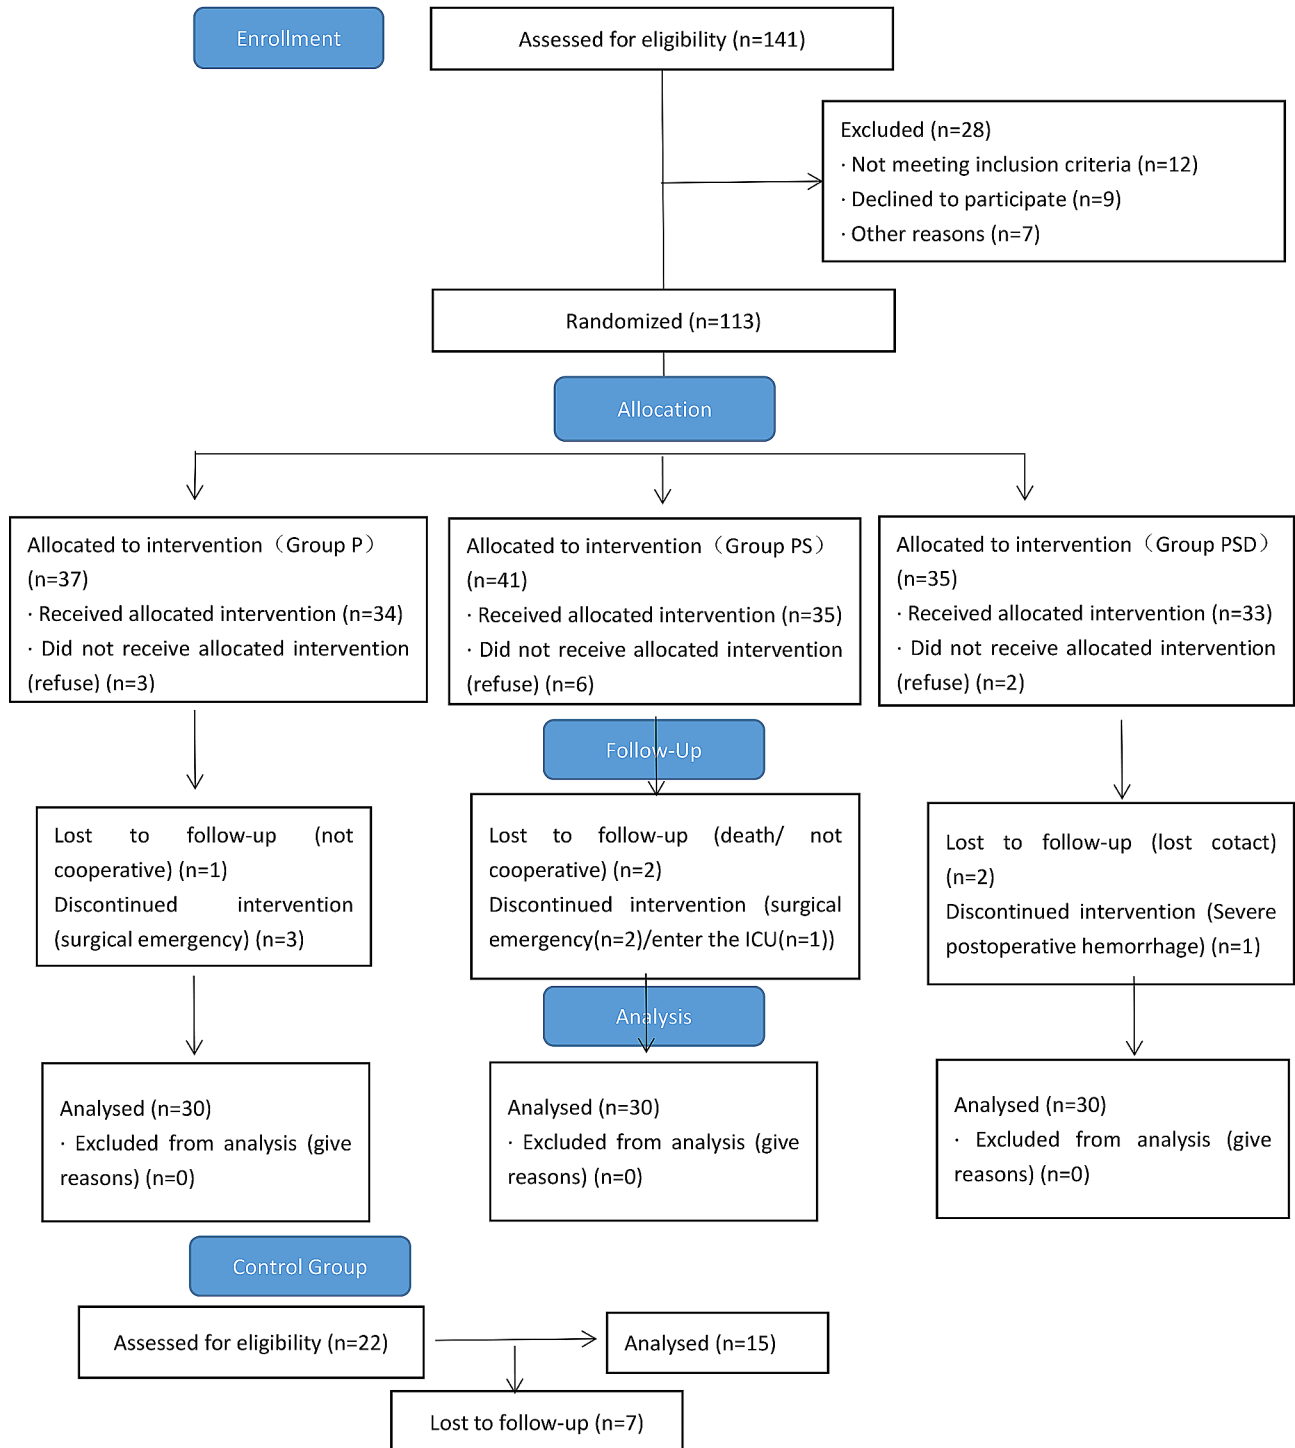 Enrollment
Assessed for eligibility (n=141)
Excluded (n=28)
· Not meeting inclusion criteria (n=12)
· Declined to participate (n=9)
· Other reasons (n=7)
Randomized (n=113)
Allocation
Allocated to intervention（Group P）
(n=37)
· Received allocated intervention (n=34)
· Did not receive allocated intervention
(refuse) (n=3)
Allocated to intervention（Group PS）
(n=41)
· Received allocated intervention (n=35)
· Did not receive allocated intervention
(refuse) (n=6)
Allocated to intervention（Group PSD）
(n=35)
· Received allocated intervention (n=33)
· Did not receive allocated intervention
(refuse) (n=2)
Follow-Up
Lost to follow-up (not
cooperative) (n=1)
Discontinued intervention
(surgical emergency) (n=3)
Lost to follow-up (death/ not
cooperative) (n=2)
Discontinued intervention (surgical
emergency(n=2)/enter the ICU(n=1))
Lost to follow-up (lost cotact)
(n=2)
Discontinued intervention (Severe
postoperative hemorrhage) (n=1)
Analysis
Analysed (n=30)
· Excluded from analysis (give
reasons) (n=0)
Analysed (n=30)
· Excluded from analysis (give
reasons) (n=0)
Analysed (n=30)
· Excluded from analysis (give
reasons) (n=0)
Control Group
Assessed for eligibility (n=22)
Analysed (n=15)
Lost to follow-up (n=7)